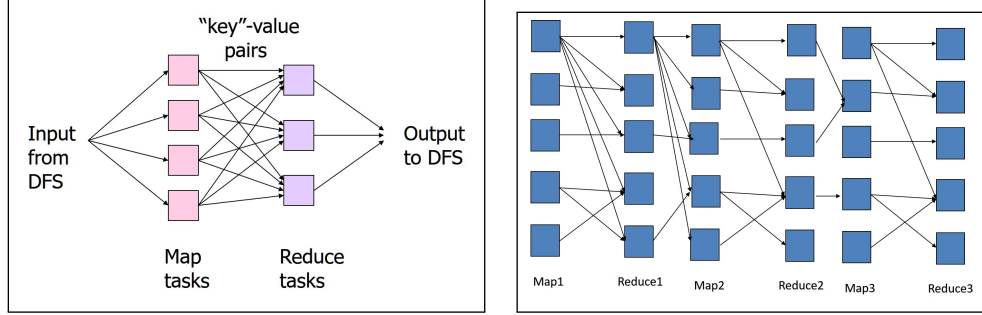 “key”-value
pairs
Input
from
DFS
Output
to DFS
Map
tasks
Reduce
tasks
Map1
Reduce1
Map2
Reduce2
Map3
Reduce3